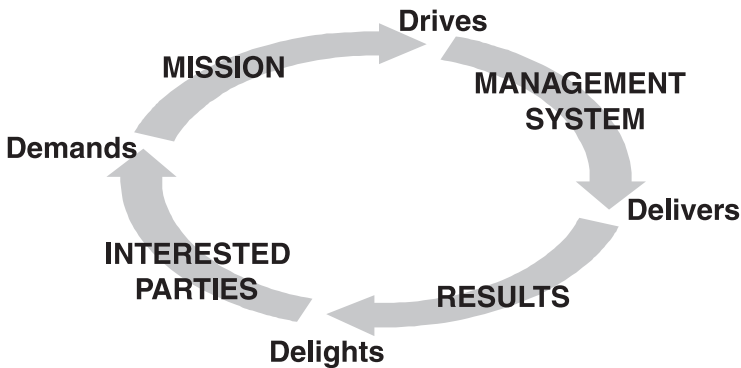 Drives
MISSION
MANAGEMENT
SYSTEM
Demands
Delivers
INTERESTED
PARTIES
RESULTS
Delights